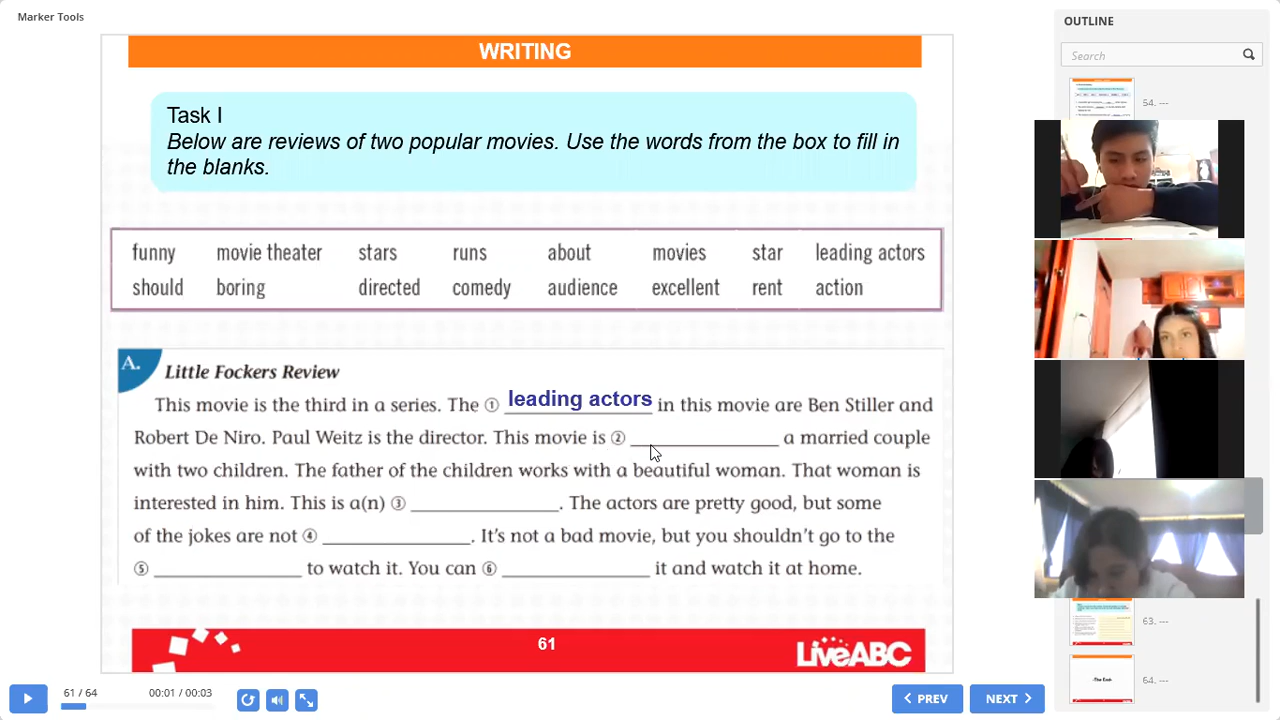 Marker Tools
OUTLINE
WRITING
Search
Task I
Below are reviews of two popular movies. Use the words from the box to fill in
the blanks.
54. ---
funny movie theater stars runs about movies star leading actors
should boring directed comedy audience excellent rent action
A. Little Fockers Review
This movie is the third in a series. The ① leading actors in this movie are Ben Stiller and
Robert De Niro. Paul Weitz is the director. This movie is ② ____________ a married couple
with two children. The father of the children works with a beautiful woman. That woman is
interested in him. This is a(n) ③ ____________. The actors are pretty good, but some
of the jokes are not ④ ____________. It's not a bad movie, but you shouldn't go to the
⑤ ____________ to watch it. You can ⑥ ____________ it and watch it at home.
63. ---
61
LiveABC
The End
64. ---
61 / 64
00:01 / 00:03
PREV
NEXT